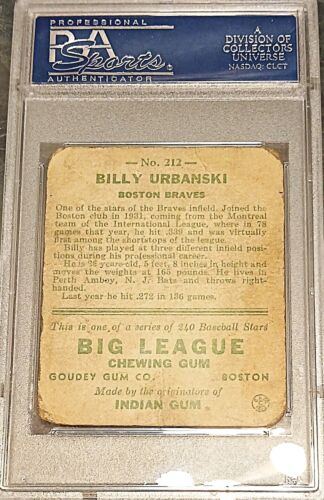 PROFESSIONAL
PSA
Sports
AUTHENTICATOR
A
DIVISION OF
COLLECTORS
UNIVERSE
NASDAQ: CLCT
— No. 212 —
BILLY URBANSKI
BOSTON BRAVES
One of the stars of the Braves infield. Joined the
Boston club in 1931, coming from the Montreal
team of the International League, where in 78
games that year, he hit .339 and was virtually
first among the shortstops of the league.
Billy has played at three different infield positions
during his professional career.
He is 26 years old, 5 feet, 8 inches in height and
moves the weights at 165 pounds. He lives in
Perth Ambey, N. J. Bats and throws right-
handed.
Last year he hit .272 in 136 games.
This is one of a series of 240 Baseball Stars
BIG LEAGUE
CHEWING GUM
GOUDEY GUM CO. BOSTON
Made by the originators of
INDIAN GUM